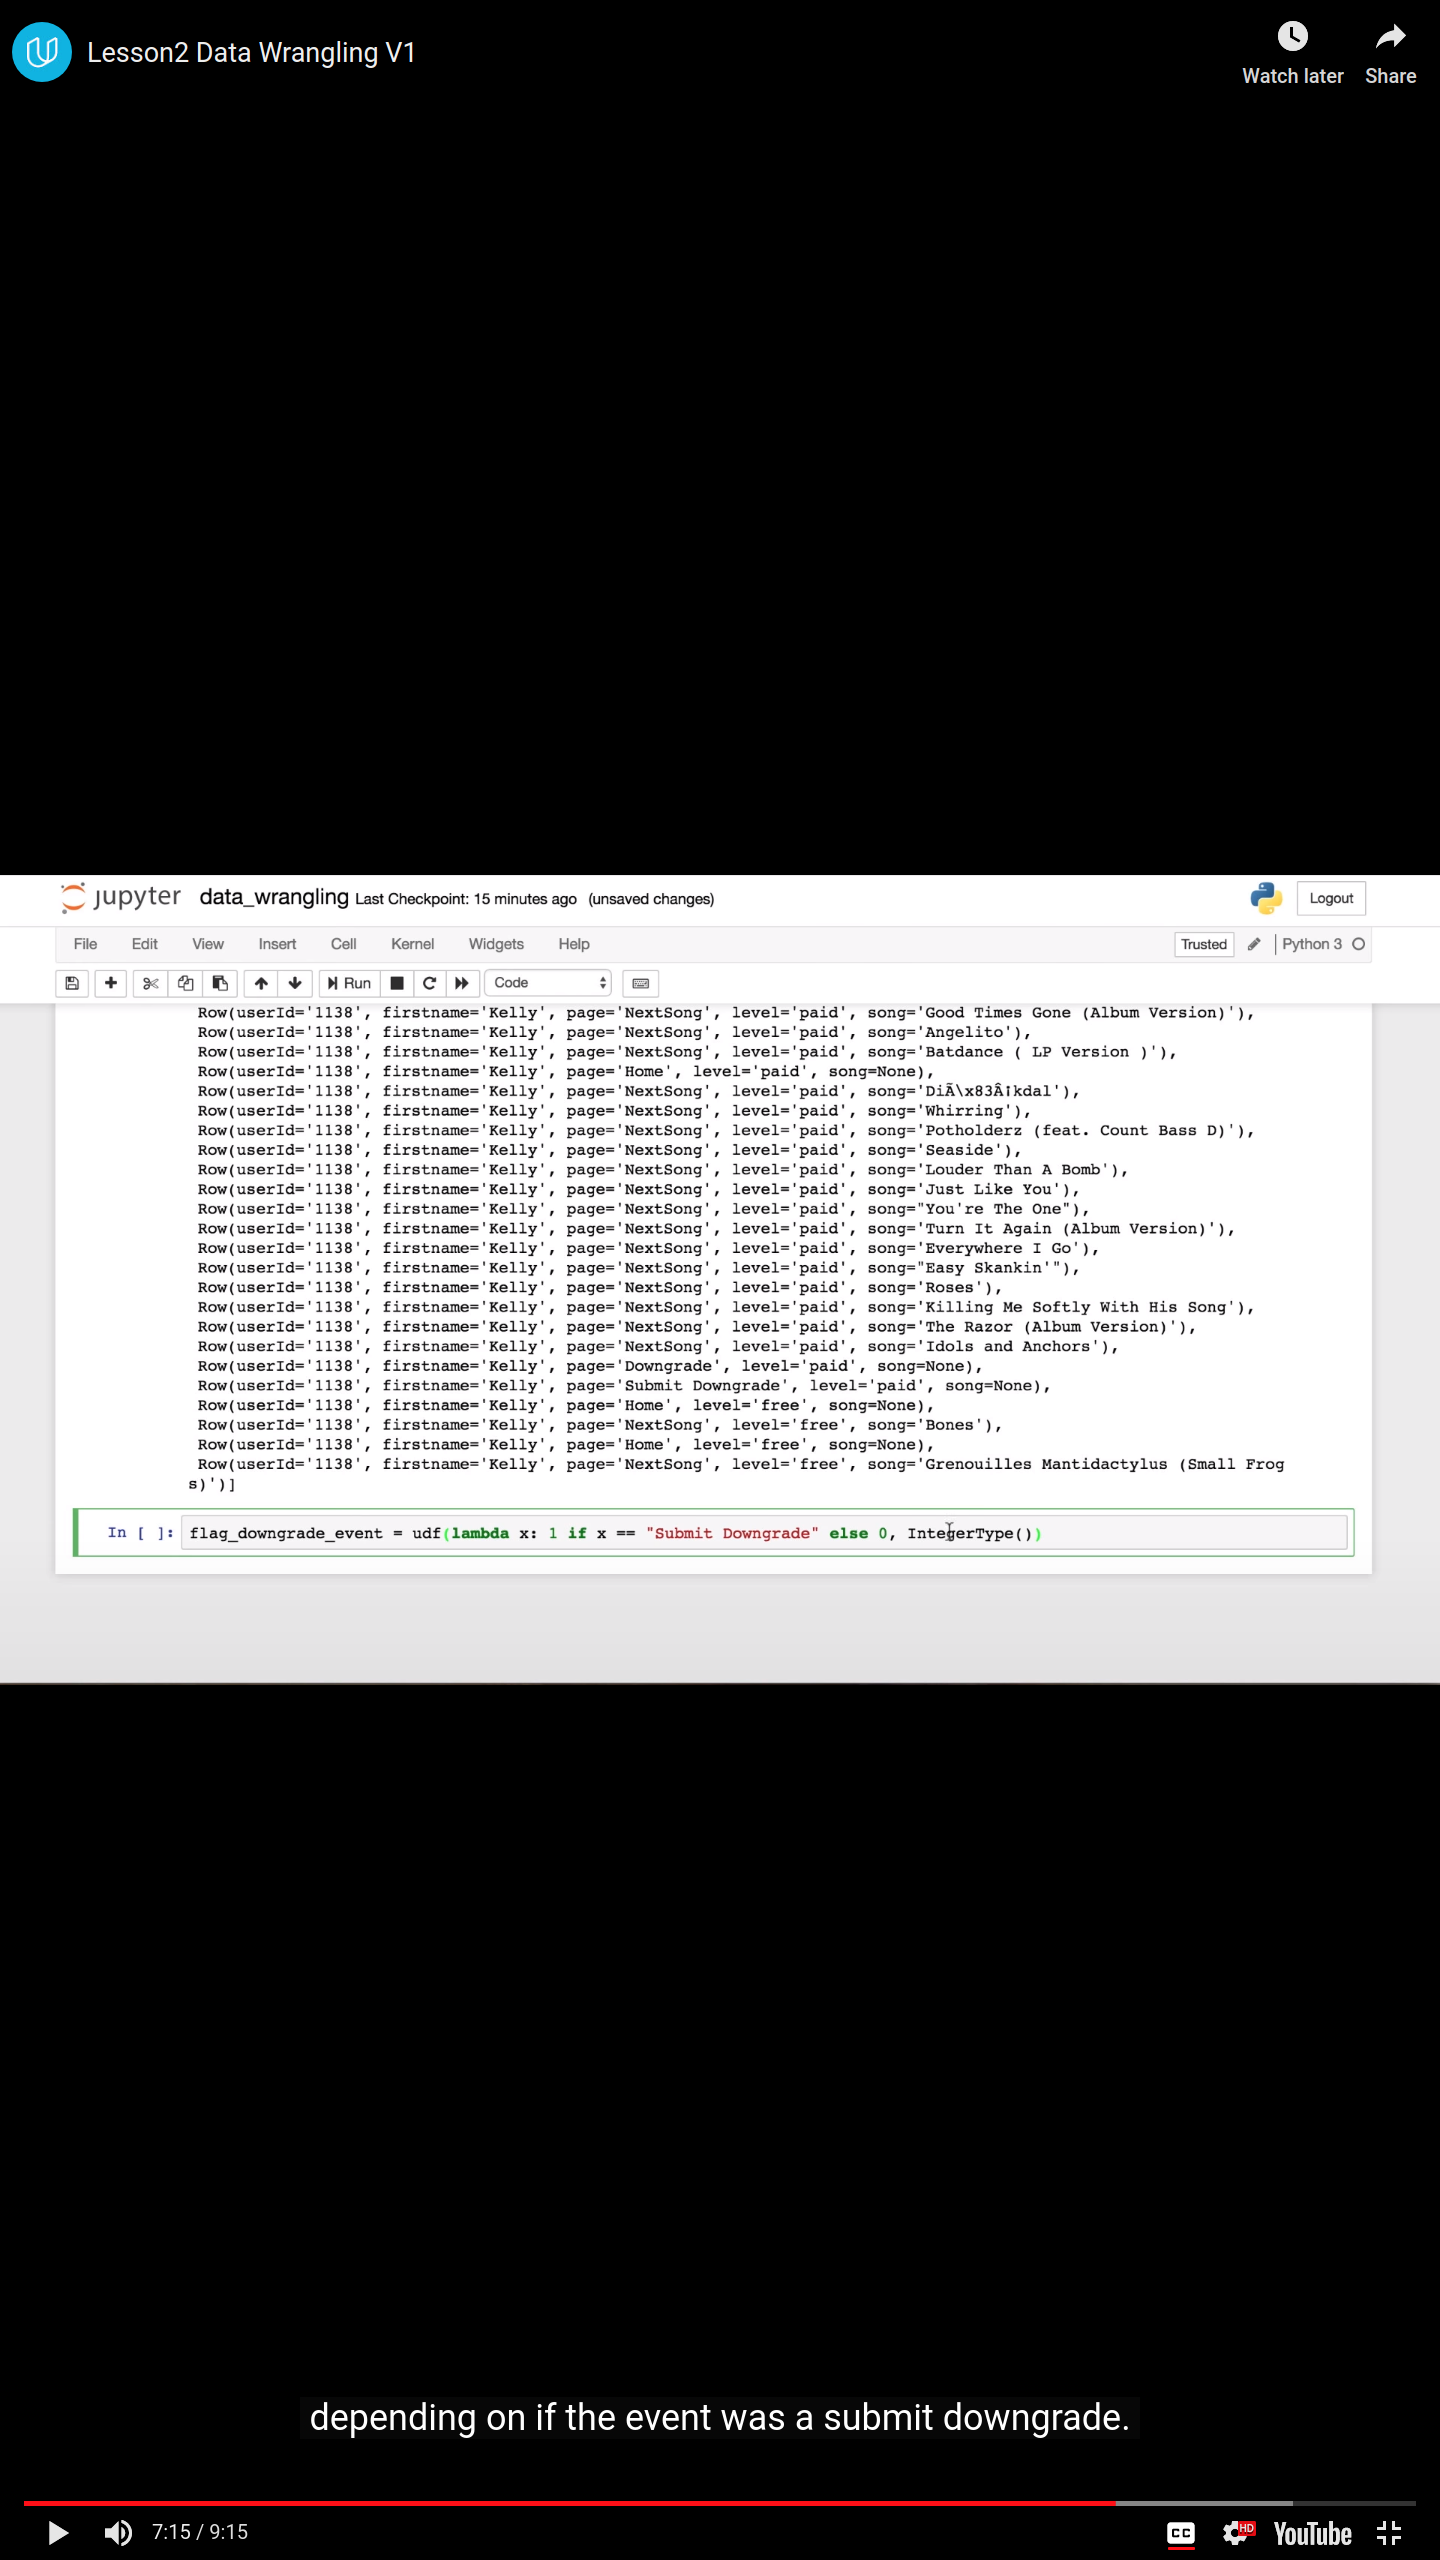 Lesson2 Data Wrangling V1
Watch later
Share
jupyter data_wrangling Last Checkpoint: 15 minutes ago (unsaved changes)
Logout
File Edit View Insert Cell Kernel Widgets Help
Trusted Python 3
Run Code
Row(userId='1138', firstname='Kelly', page='NextSong', level='paid', song='Good Times Gone (Album Version)'),
Row(userId='1138', firstname='Kelly', page='NextSong', level='paid', song='Angelito'),
Row(userId='1138', firstname='Kelly', page='NextSong', level='paid', song='Batdance ( LP Version )'),
Row(userId='1138', firstname='Kelly', page='Home', level='paid', song=None),
Row(userId='1138', firstname='Kelly', page='NextSong', level='paid', song='DiÃ\x83Â¡kdal'),
Row(userId='1138', firstname='Kelly', page='NextSong', level='paid', song='Whirring'),
Row(userId='1138', firstname='Kelly', page='NextSong', level='paid', song='Potholderz (feat. Count Bass D)'),
Row(userId='1138', firstname='Kelly', page='NextSong', level='paid', song='Seaside'),
Row(userId='1138', firstname='Kelly', page='NextSong', level='paid', song='Louder Than A Bomb'),
Row(userId='1138', firstname='Kelly', page='NextSong', level='paid', song='Just Like You'),
Row(userId='1138', firstname='Kelly', page='NextSong', level='paid', song="You're The One"),
Row(userId='1138', firstname='Kelly', page='NextSong', level='paid', song='Turn It Again (Album Version)'),
Row(userId='1138', firstname='Kelly', page='NextSong', level='paid', song='Everywhere I Go'),
Row(userId='1138', firstname='Kelly', page='NextSong', level='paid', song="Easy Skankin'"),
Row(userId='1138', firstname='Kelly', page='NextSong', level='paid', song='Roses'),
Row(userId='1138', firstname='Kelly', page='NextSong', level='paid', song='Killing Me Softly With His Song'),
Row(userId='1138', firstname='Kelly', page='NextSong', level='paid', song='The Razor (Album Version)'),
Row(userId='1138', firstname='Kelly', page='NextSong', level='paid', song='Idols and Anchors'),
Row(userId='1138', firstname='Kelly', page='Downgrade', level='paid', song=None),
Row(userId='1138', firstname='Kelly', page='Submit Downgrade', level='paid', song=None),
Row(userId='1138', firstname='Kelly', page='Home', level='free', song=None),
Row(userId='1138', firstname='Kelly', page='NextSong', level='free', song='Bones'),
Row(userId='1138', firstname='Kelly', page='Home', level='free', song=None),
Row(userId='1138', firstname='Kelly', page='NextSong', level='free', song='Grenouilles Mantidactylus (Small Frog
s)')]
In [ ]: flag_downgrade_event = udf(lambda x: 1 if x == "Submit Downgrade" else 0, IntegerType())
depending on if the event was a submit downgrade.
7:15 / 9:15
CC HD YouTube